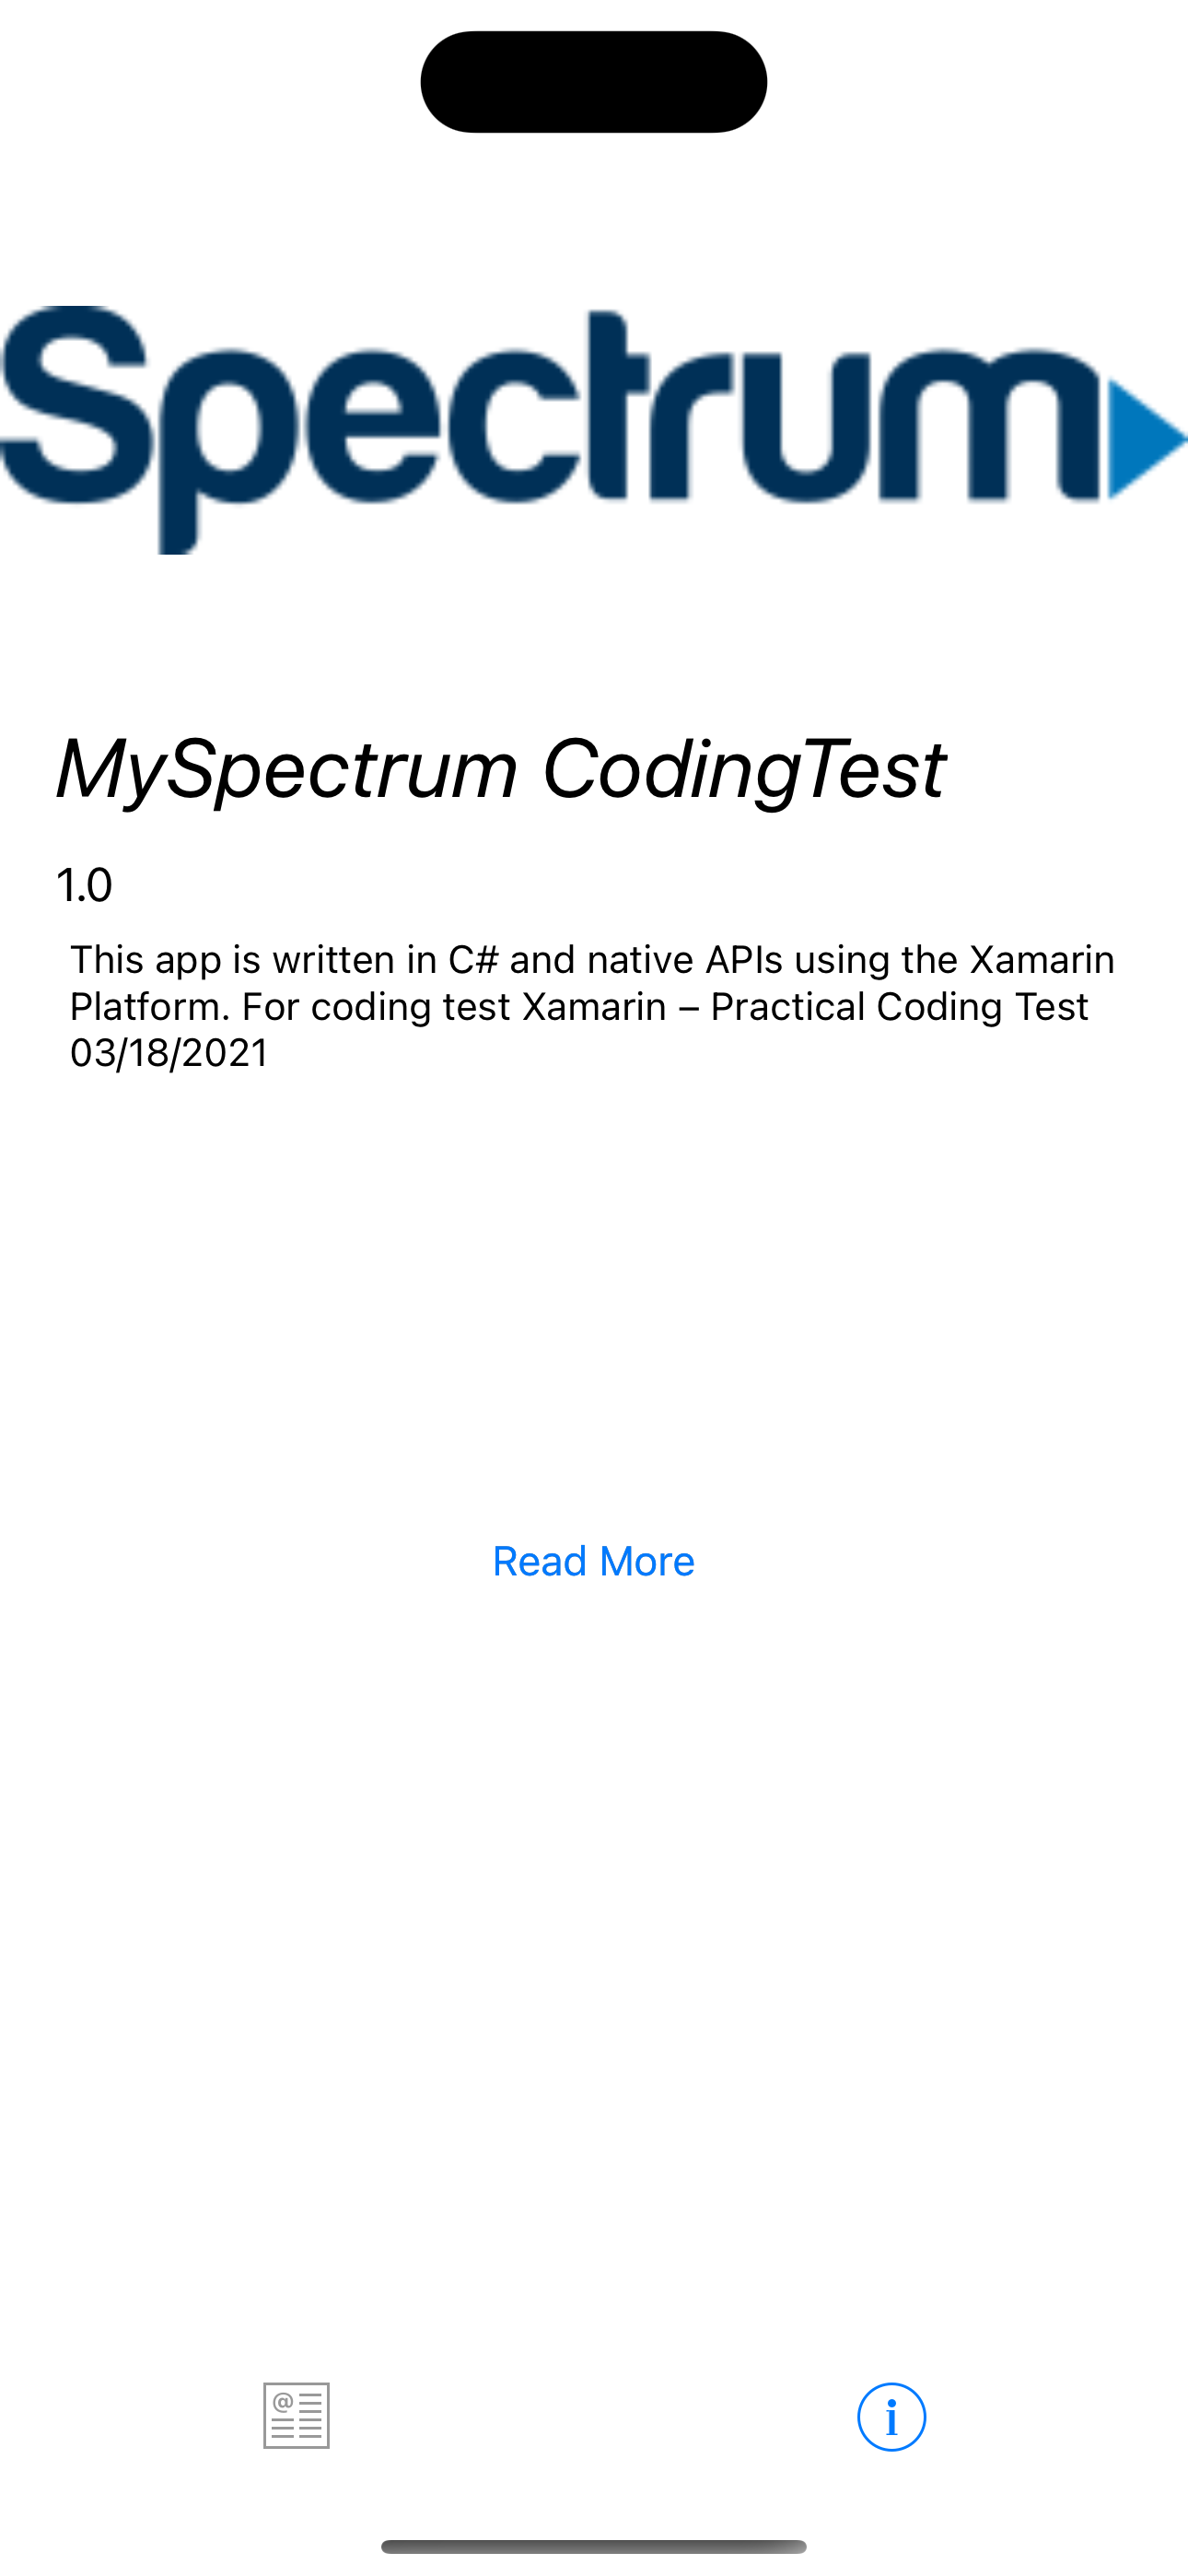 Spectrum
MySpectrum CodingTest
1.0
This app is written in C# and native APIs using the Xamarin
Platform. For coding test Xamarin – Practical Coding Test
03/18/2021
Read More
@
i